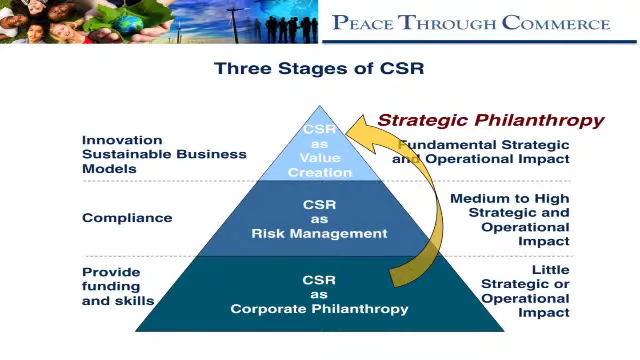 PEACE THROUGH COMMERCE
Three Stages of CSR
Strategic Philanthropy
Innovation
Sustainable Business
Models
CSR
as
Value
Creation
Fundamental Strategic
and Operational Impact
Compliance
CSR
as
Risk Management
Medium to High
Strategic and
Operational
Impact
Provide
funding
and skills
CSR
as
Corporate Philanthropy
Little
Strategic or
Operational
Impact